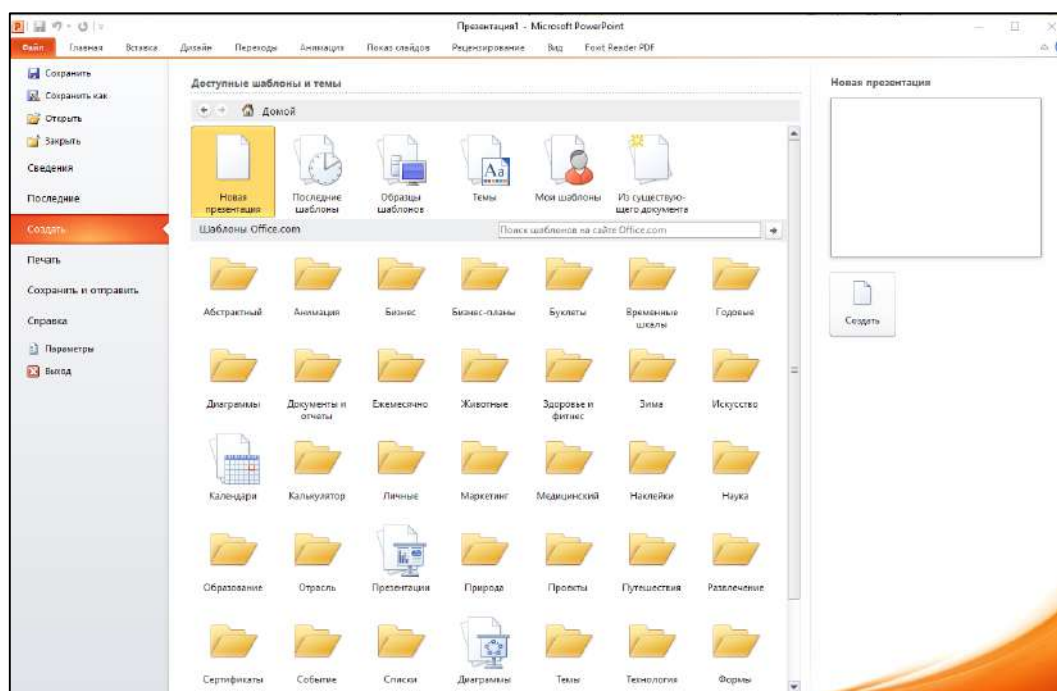 Презентация1 - Microsoft PowerPoint
Файл Главная Вставка Дизайн Переходы Анимация Показ слайдов Рецензирование Вид Foxit Reader PDF
Сохранить
Сохранить как
Открыть
Закрыть
Сведения
Последние
Создать
Печать
Сохранить и отправить
Справка
Параметры
Выход
Доступные шаблоны и темы
Домой
Новая презентация
Последние шаблоны
Образцы шаблонов
Темы
Мои шаблоны
Из существую-
щего документа
Шаблоны Office.com
Поиск шаблонов на сайте Office.com
Абстрактный
Анимация
Бизнес
Бизнес-планы
Буклеты
Временные шкалы
Годовые
Диаграммы
Документы и отчеты
Ежемесячно
Животные
Здоровье и фитнес
Зима
Искусство
Календари
Калькулятор
Личные
Маркетинг
Медицинский
Наклейки
Наука
Образование
Отрасль
Презентации
Природа
Проекты
Путешествия
Развлечение
Сертификаты
Событие
Списки
Диаграммы
Темы
Технология
Формы
Новая презентация
Создать